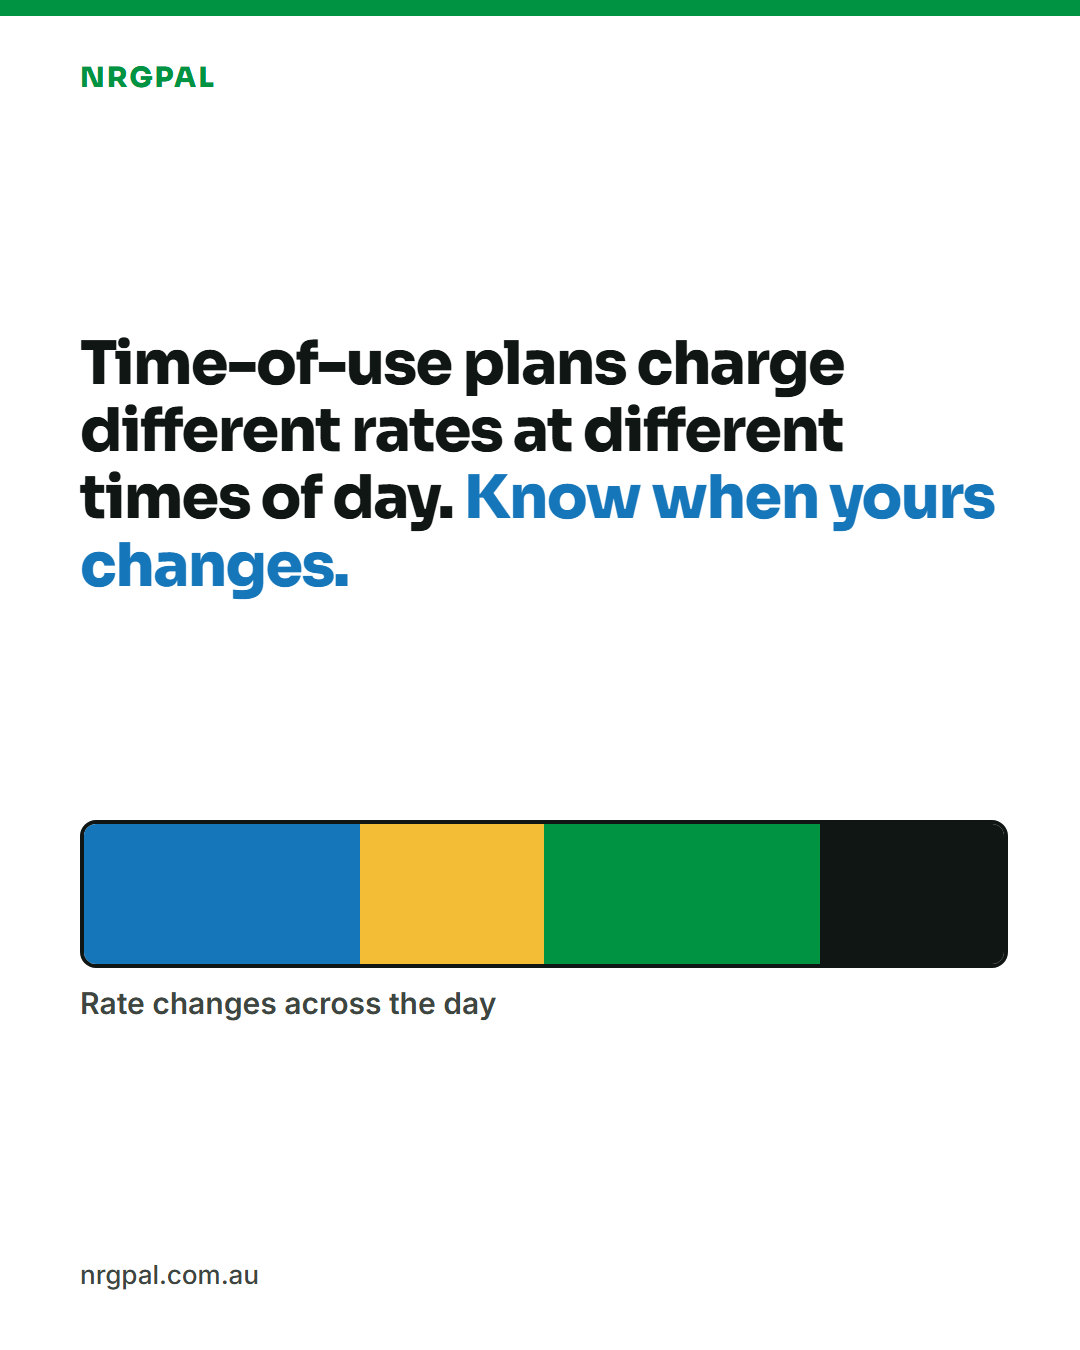 NRGPAL
Time-of-use plans charge
different rates at different
times of day. Know when yours
changes.
Rate changes across the day
nrgpal.com.au